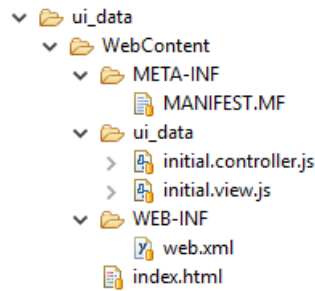 ui_data
WebContent
META-INF
MANIFEST.MF
ui_data
initial.controller.js
initial.view.js
WEB-INF
web.xml
index.html